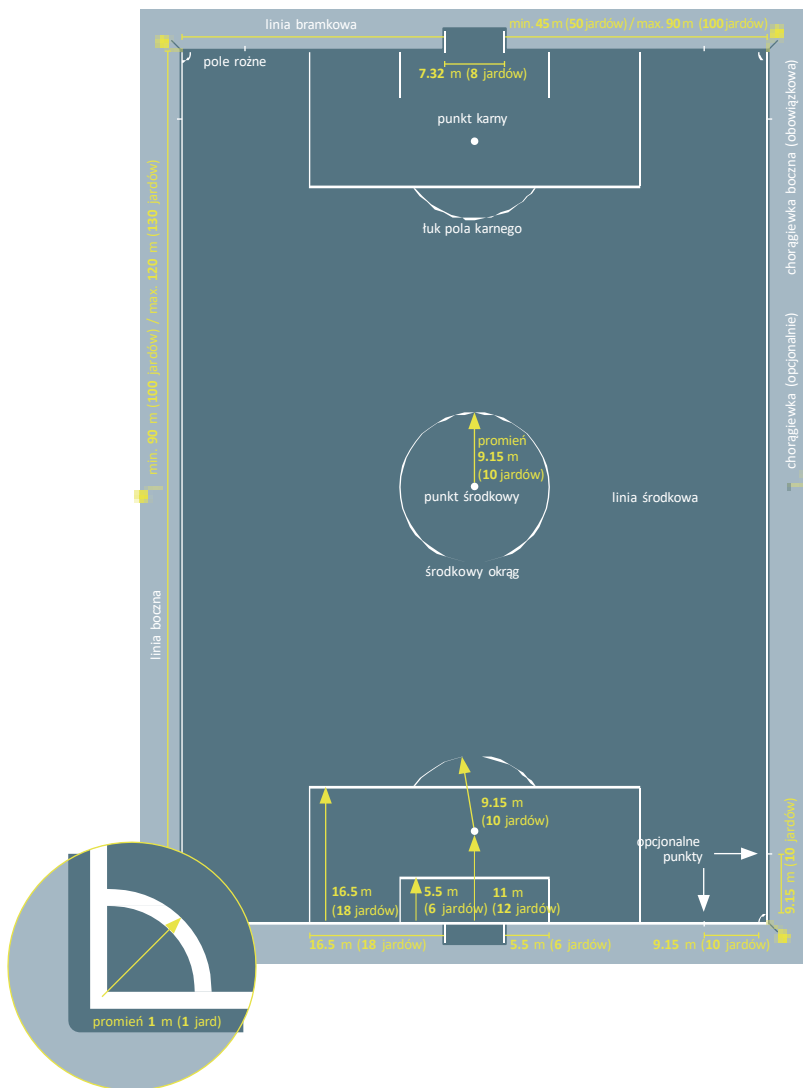 linia bramkowa
min. 45 m (50 jardów) / max. 90 m (100 jardów)
pole rożne
7.32 m (8 jardów)
punkt karny
łuk pola karnego
chorągiewka boczna (obowiązkowa)
min. 90 m (100 jardów) / max. 120 m (130 jardów)
chorągiewka (opcjonalnie)
promień
9.15 m
(10 jardów)
punkt środkowy
linia środkowa
środkowy okrąg
linia boczna
9.15 m
(10 jardów)
opcjonalne
punkty
9.15 m (10 jardów)
16.5 m
(18 jardów)
5.5 m
(6 jardów)
11 m
(12 jardów)
16.5 m (18 jardów)
5.5 m (6 jardów)
9.15 m (10 jardów)
promień 1 m (1 jard)